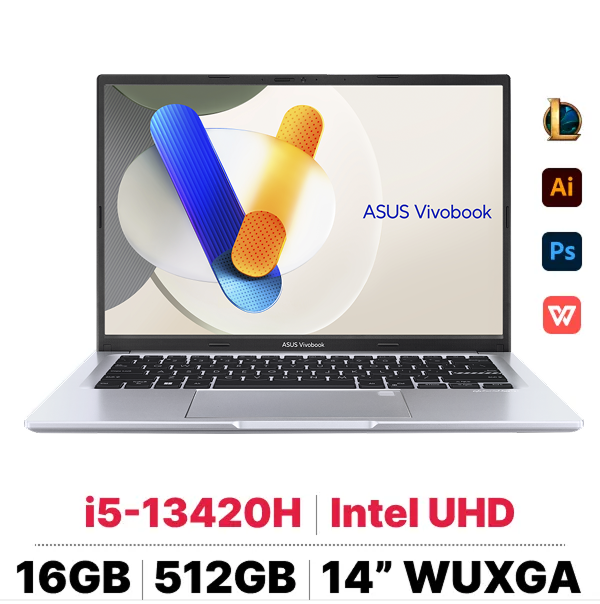 ASUS Vivobook
Ai
Ps
W
ASUS Vivobook
i5-13420H | Intel UHD
16GB | 512GB | 14” WUXGA